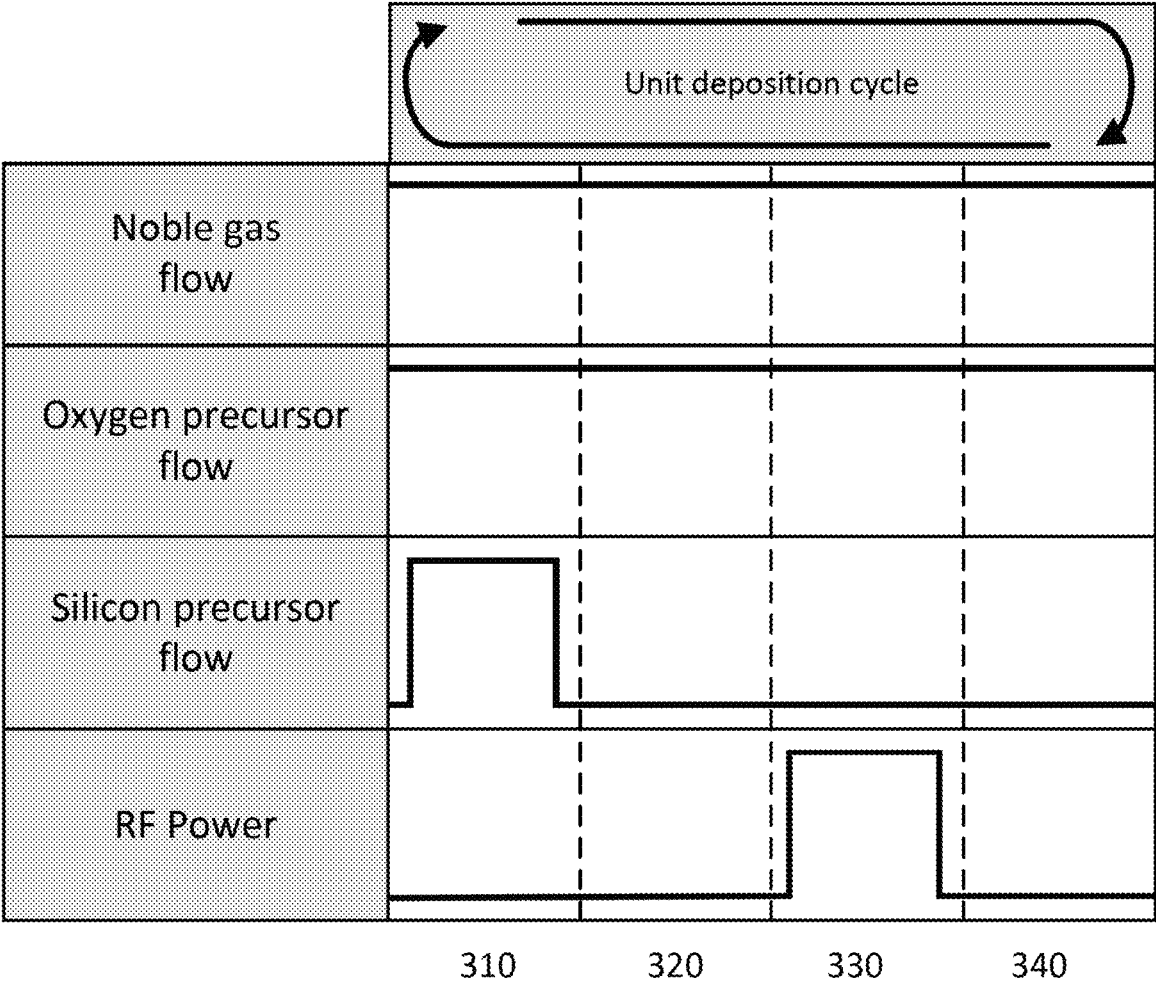 Unit deposition cycle
Noble gas
flow
Oxygen precursor
flow
Silicon precursor
flow
RF Power
310 320 330 340